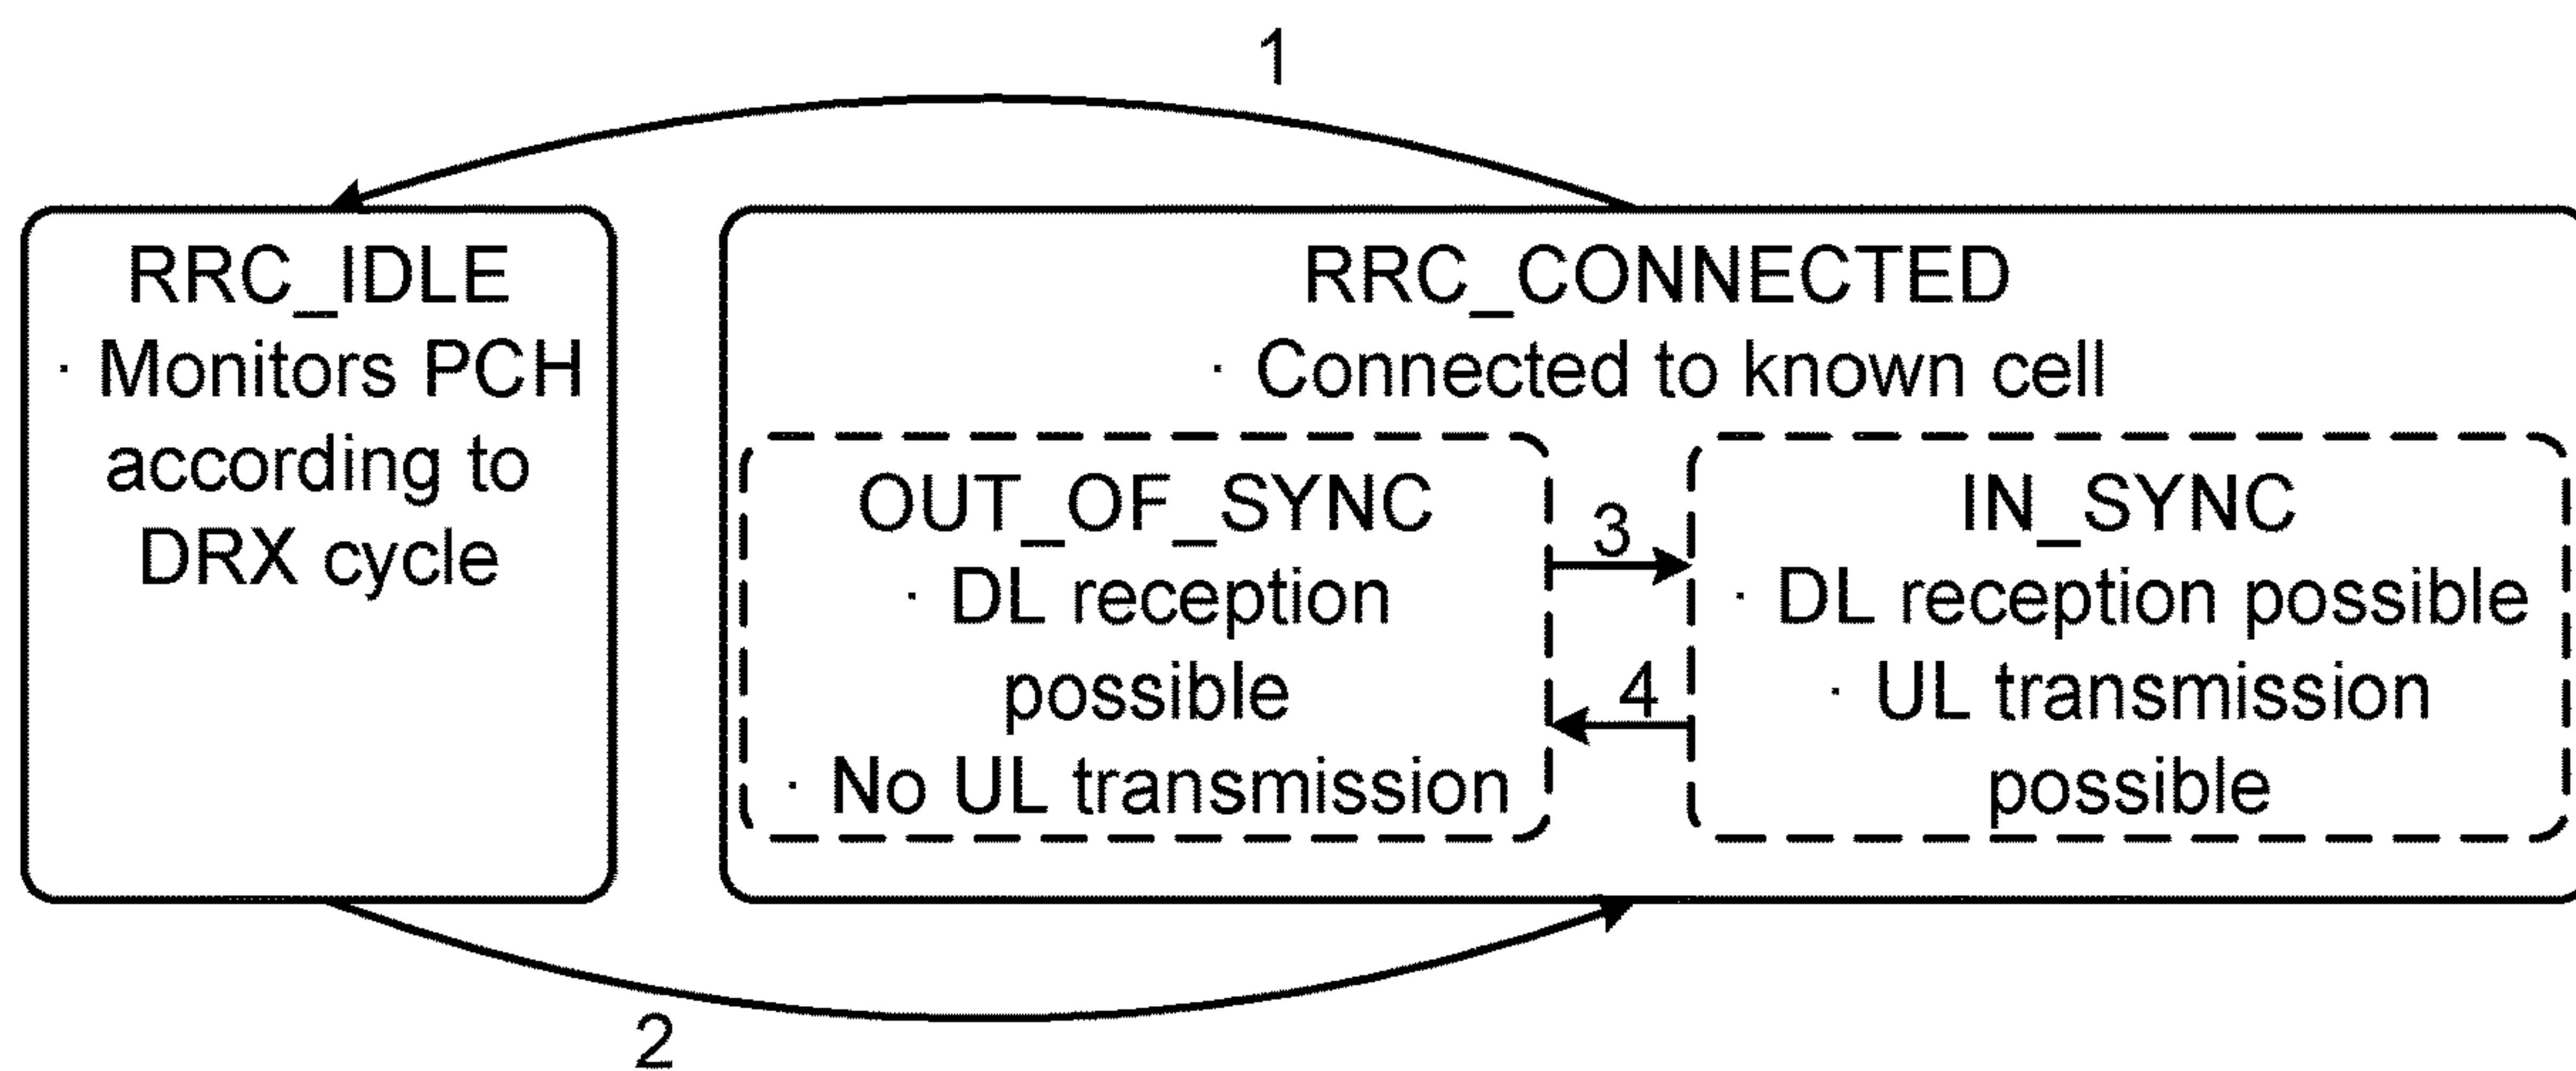 1
RRC_IDLE
· Monitors PCH
according to
DRX cycle
RRC_CONNECTED
· Connected to known cell
OUT_OF_SYNC
· DL reception
possible
· No UL transmission
3
4
IN_SYNC
· DL reception possible
· UL transmission
possible
2